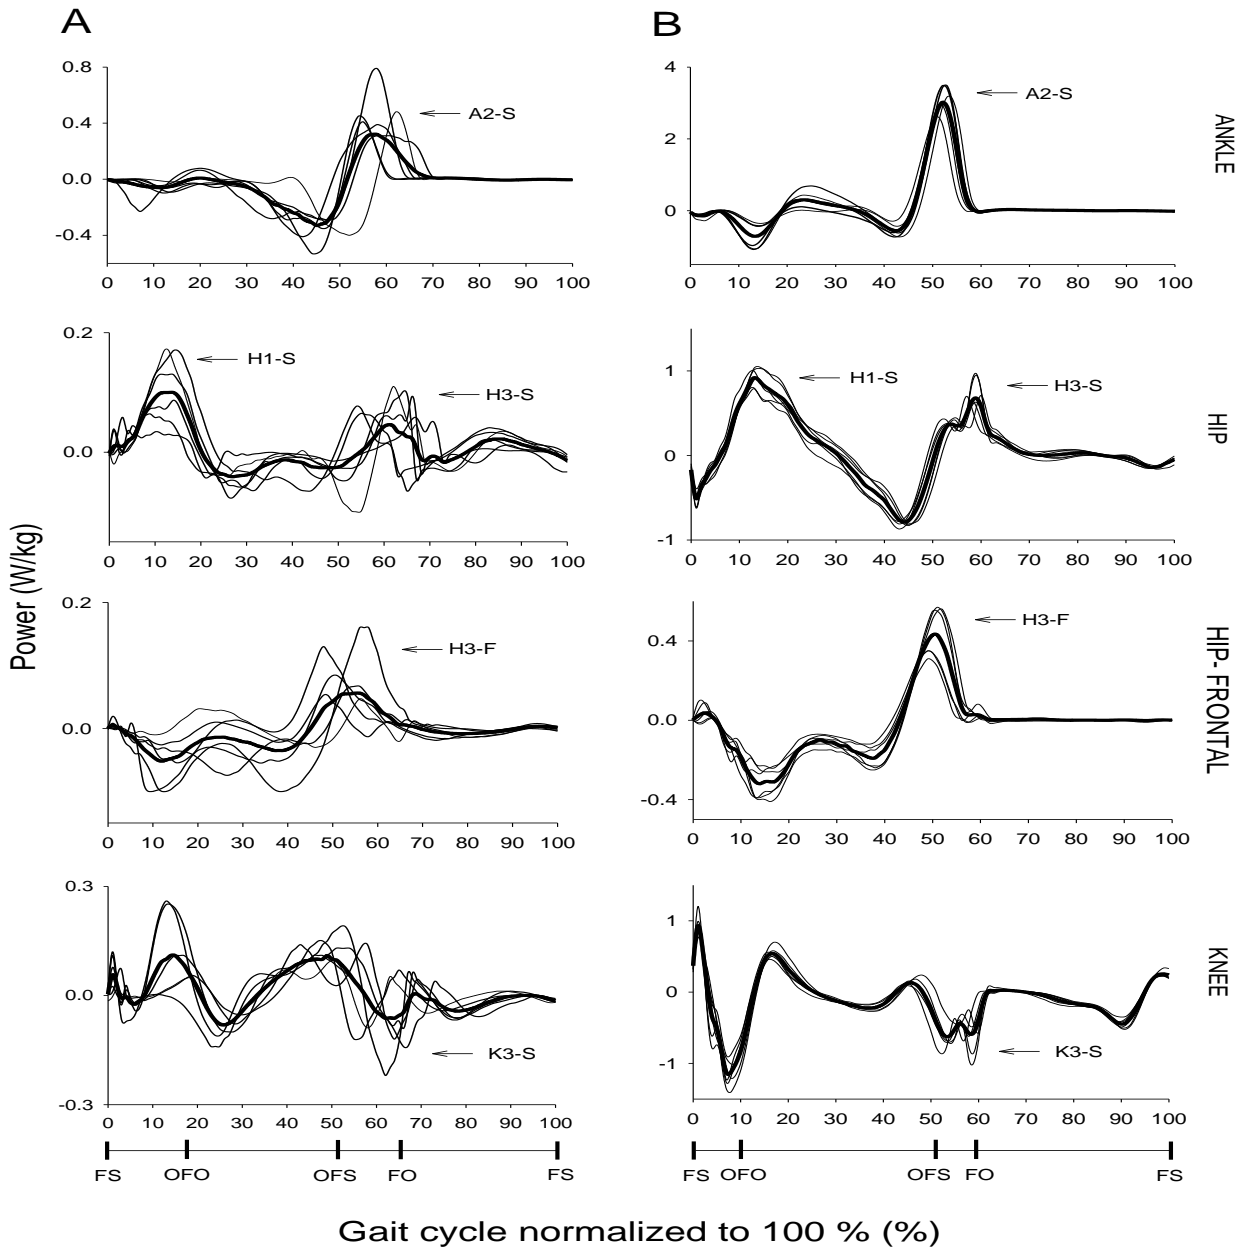 A
B
0.8
0.4
0.0
-0.4
A2-S
0 10 20 30 40 50 60 70 80 90 100
4
2
0
A2-S
0 10 20 30 40 50 60 70 80 90 100
ANKLE
0.2
0.0
H1-S
H3-S
0 10 20 30 40 50 60 70 80 90 100
1
0
-1
H1-S
H3-S
0 10 20 30 40 50 60 70 80 90 100
HIP
Power (W/kg)
0.2
0.0
H3-F
0 10 20 30 40 50 60 70 80 90 100
0.4
0.0
-0.4
H3-F
0 10 20 30 40 50 60 70 80 90 100
HIP- FRONTAL
0.3
0.0
-0.3
K3-S
0 10 20 30 40 50 60 70 80 90 100
FS OFO OFS FO FS
1
0
-1
K3-S
0 10 20 30 40 50 60 70 80 90 100
FS OFO OFS FO FS
KNEE
Gait cycle normalized to 100 % (%)